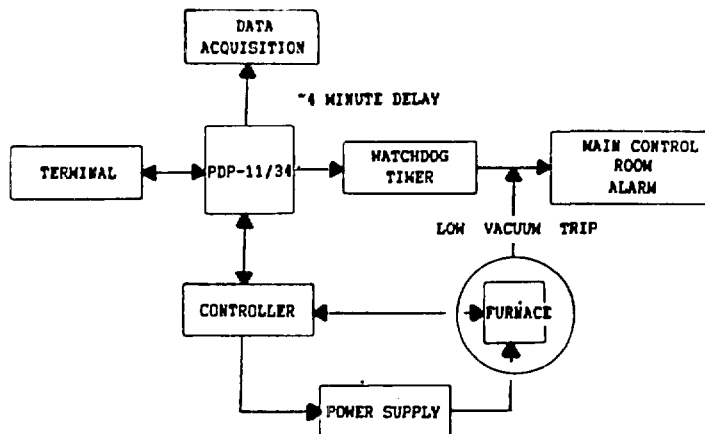 DATA
ACQUISITION
~4 MINUTE DELAY
TERMINAL
PDP-11/34
WATCHDOG
TIMER
MAIN CONTROL
ROOM
ALARM
LOW VACUUM TRIP
CONTROLLER
FURNACE
POWER SUPPLY